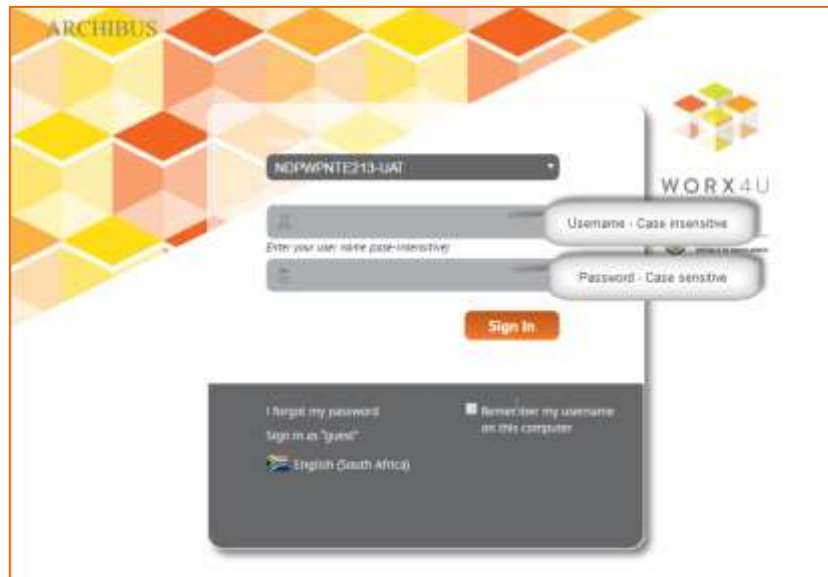 ARCHIBUS
NDPWPNTE213-UAT
WORX4U
Username - Case insensitive
Enter your user name (case-insensitive)
Password - Case sensitive
Sign In
I forgot my password
Remember my username
on this computer
Sign in as "guest"
English (South Africa)